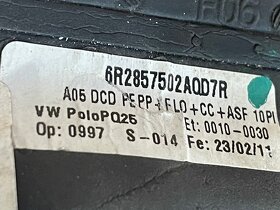 6R2857502AQD7R
A05 DCD PEPP+FLO+CC+ASF 10PI
VW PoloPQ25 Et: 0010-0030
Op: 0997 S-014 Fe: 23/02/11